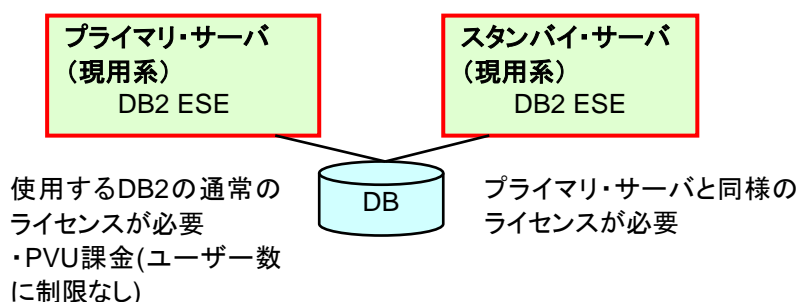 プライマリ・サーバ
(現用系)
DB2 ESE
スタンバイ・サーバ
(現用系)
DB2 ESE
DB
使用するDB2の通常の
ライセンスが必要
・PVU課金(ユーザー数
に制限なし)
プライマリ・サーバと同様の
ライセンスが必要